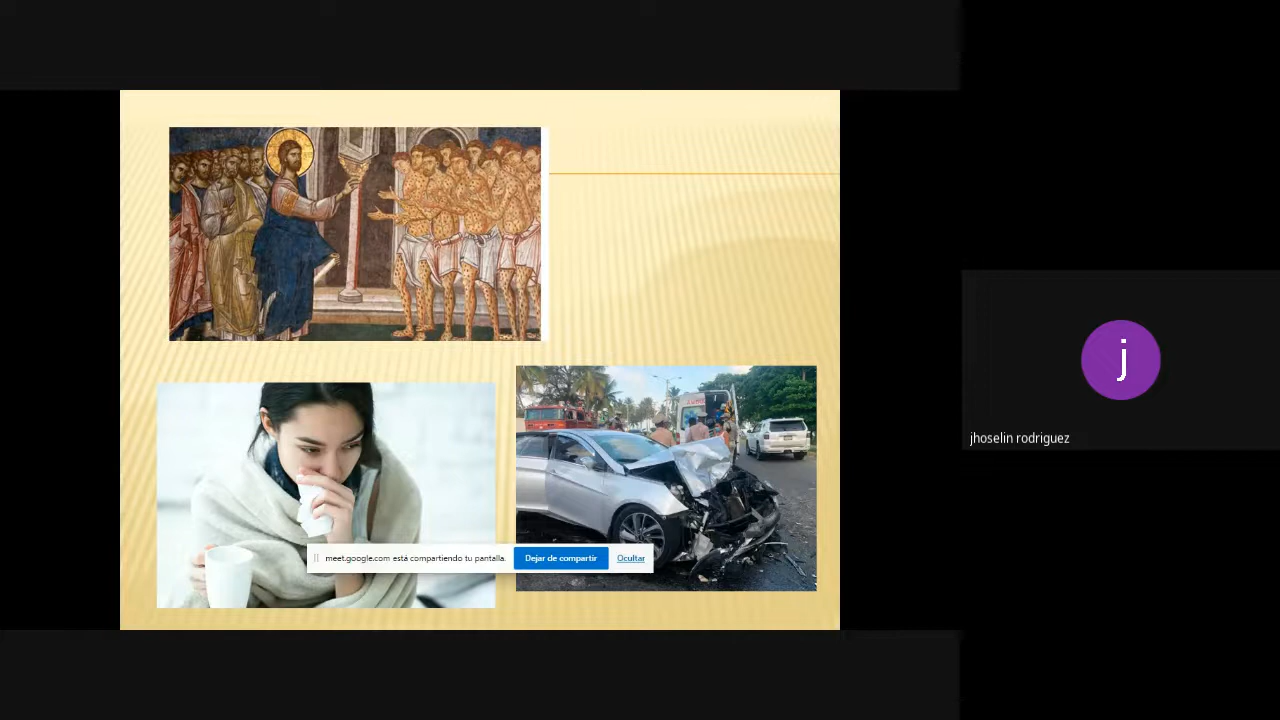 meet.google.com está compartiendo tu pantalla.
Dejar de compartir
Ocultar
j
jhoselin rodriguez